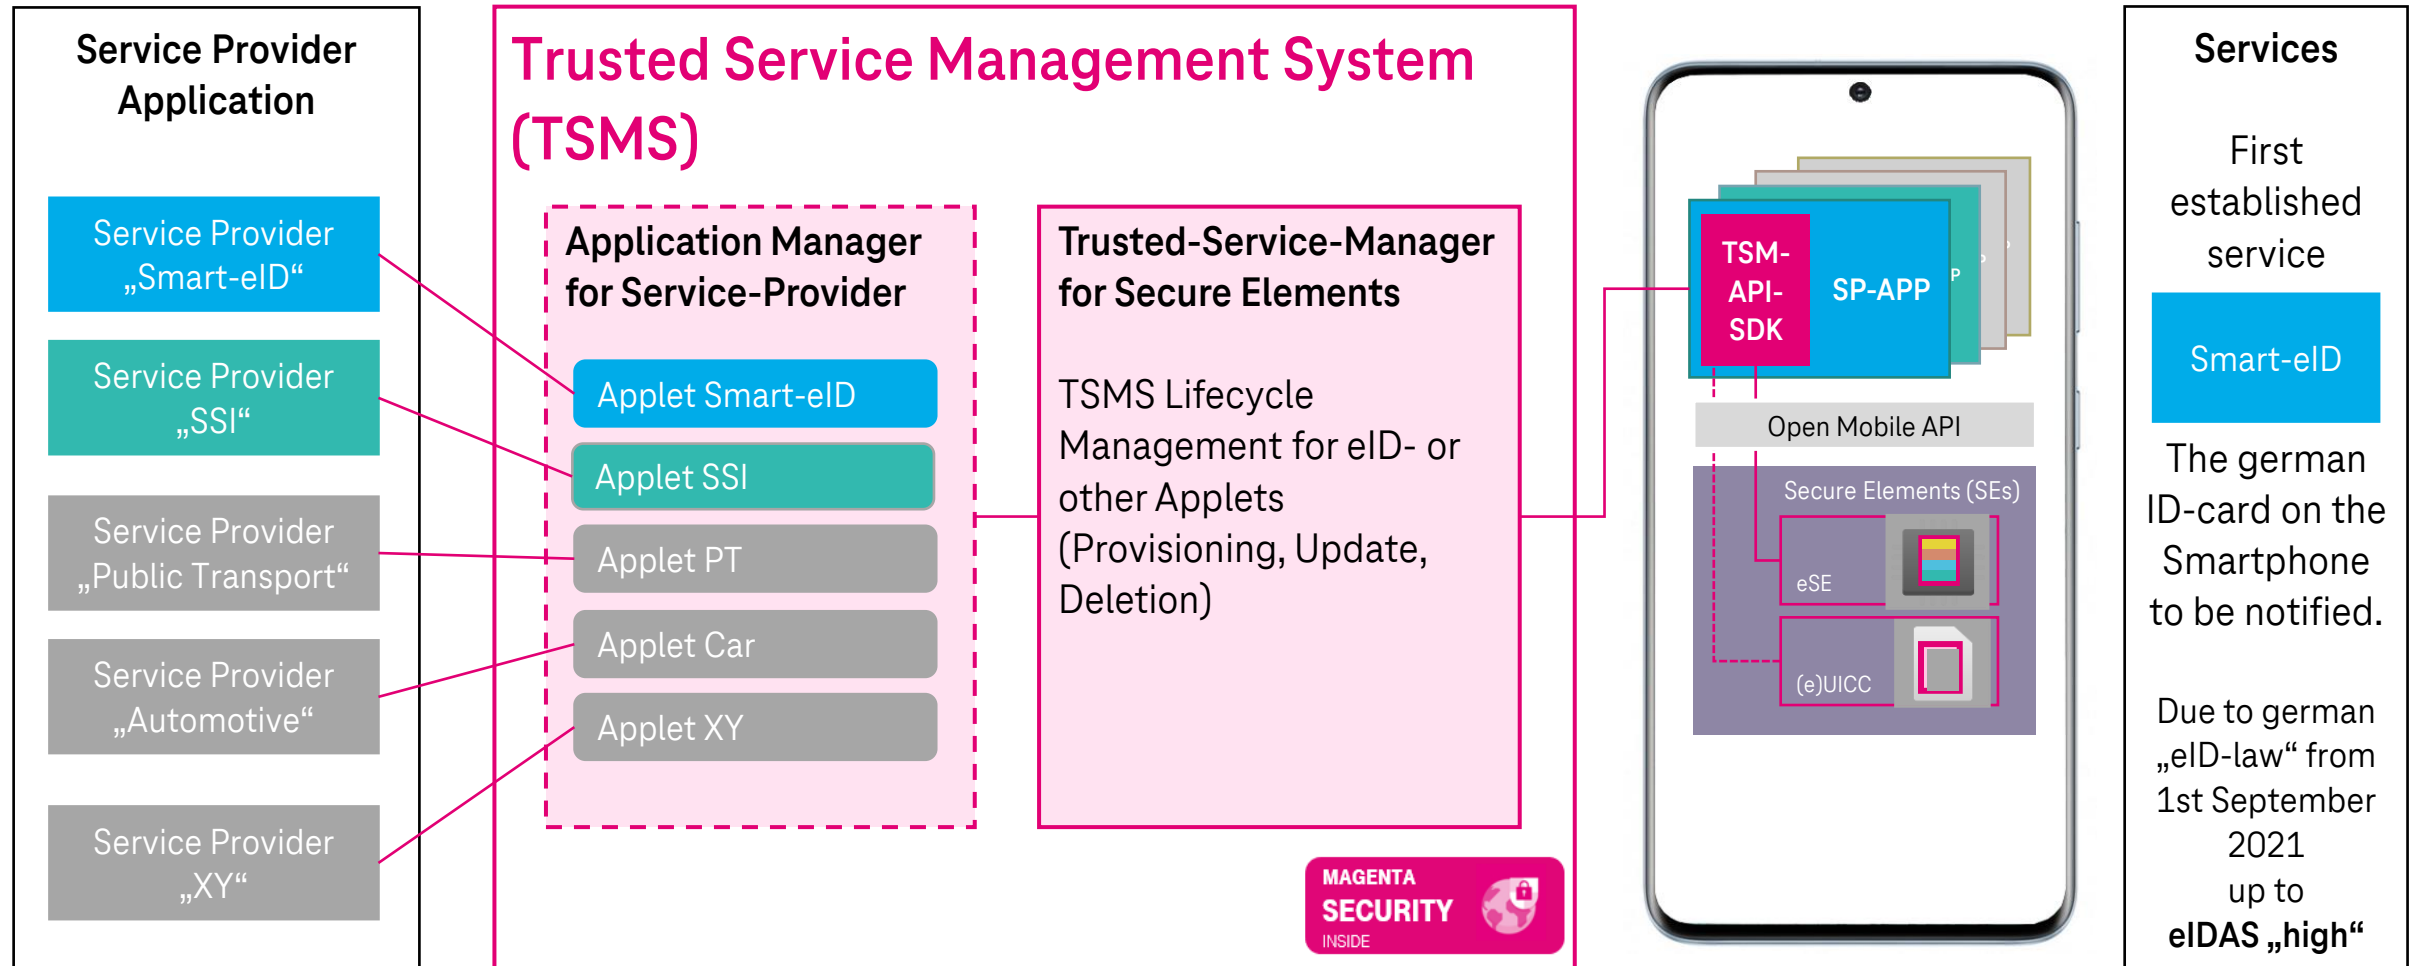 Service Provider
Application
Service Provider
„Smart-eID“
Service Provider
„SSI“
Service Provider
„Public Transport“
Service Provider
„Automotive“
Service Provider
„XY“
Trusted Service Management System
(TSMS)
Application Manager
for Service-Provider
Applet Smart-eID
Applet SSI
Applet PT
Applet Car
Applet XY
Trusted-Service-Manager
for Secure Elements
TSMS Lifecycle
Management for eID- or
other Applets
(Provisioning, Update,
Deletion)
MAGENTA
SECURITY
INSIDE
TSM-
API-
SDK
SP-APP
P
P
P
Open Mobile API
Secure Elements (SEs)
eSE
(e)UICC
Services
First
established
service
Smart-eID
The german
ID-card on the
Smartphone
to be notified.
Due to german
„eID-law“ from
1st September
2021
up to
eIDAS „high“